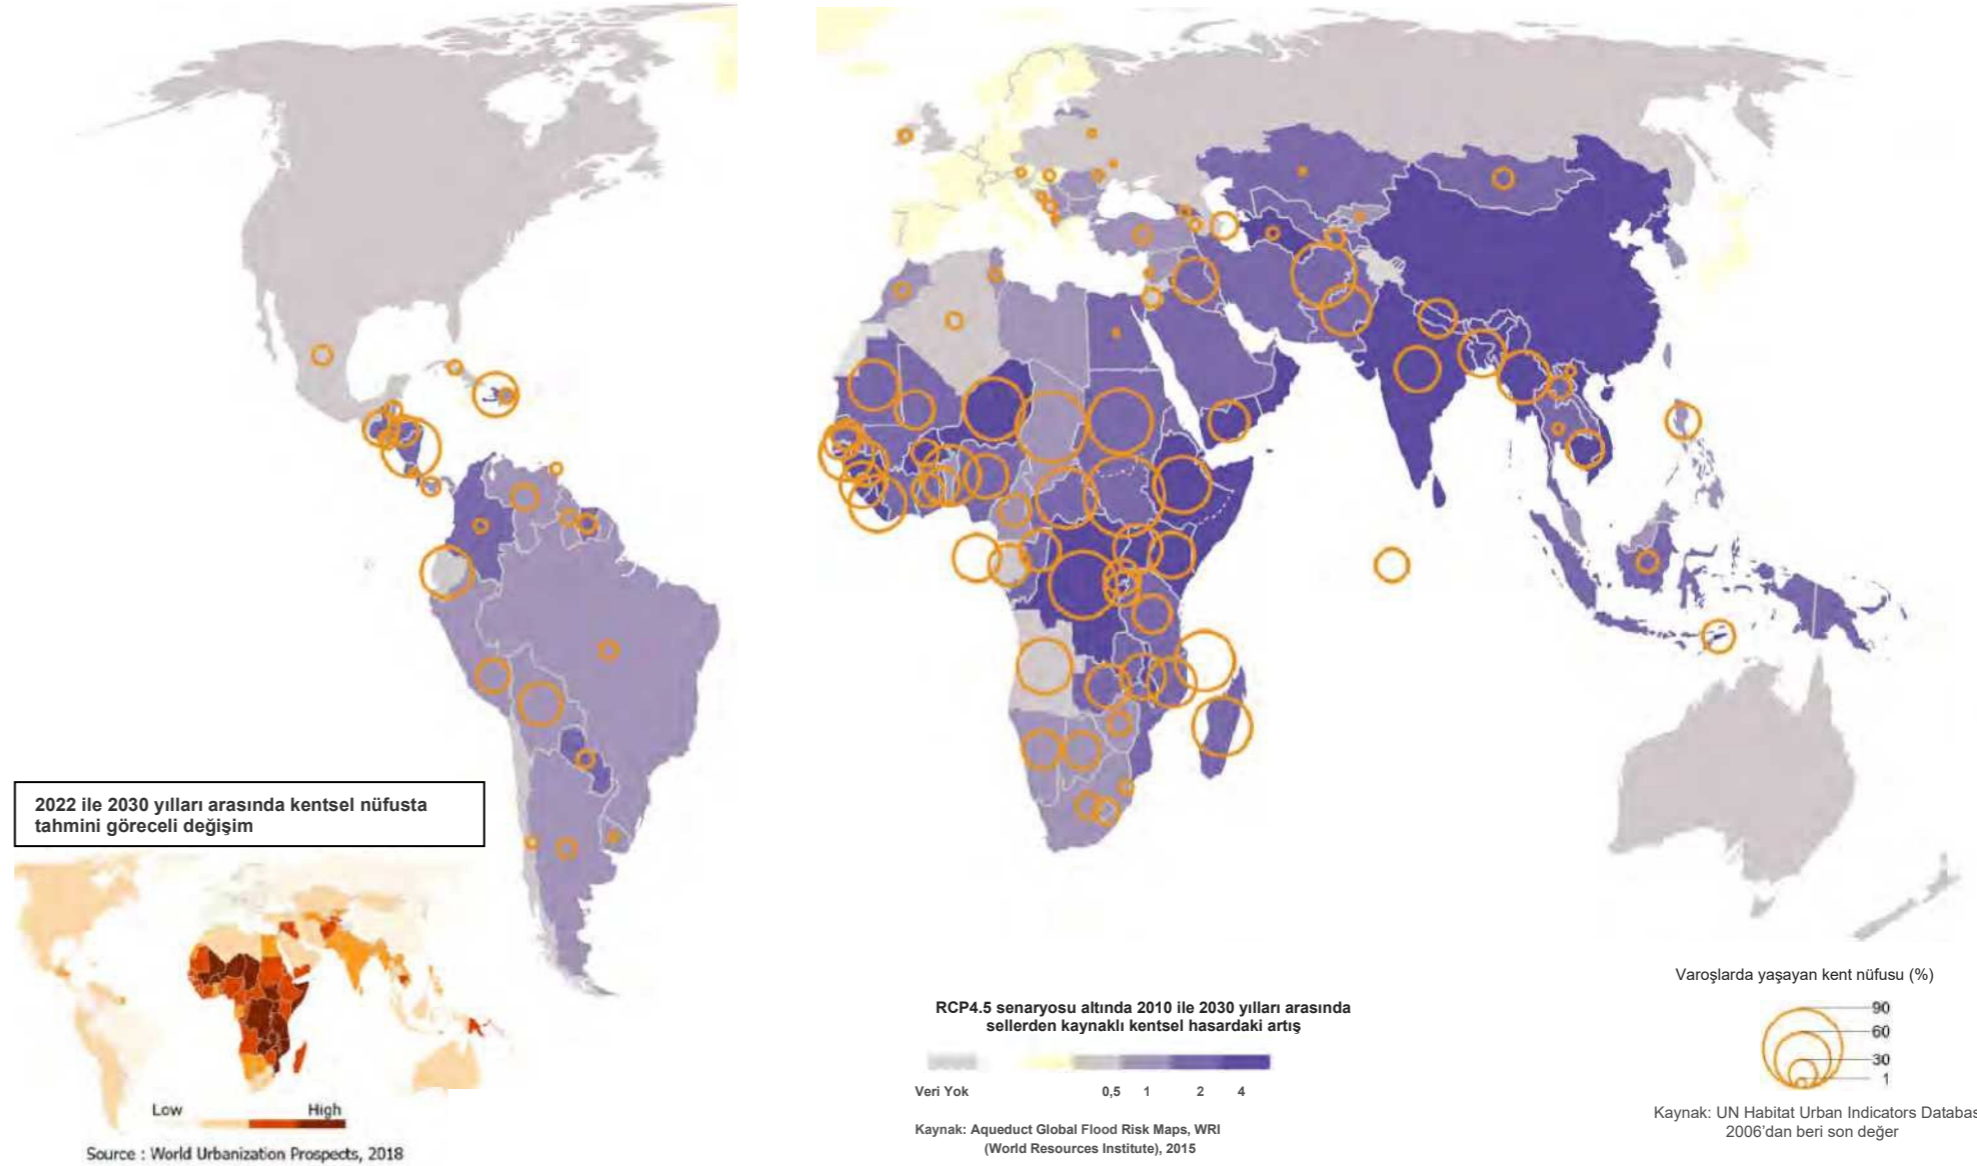 2022 ile 2030 yılları arasında kentsel nüfusta
tahmini göreceli değişim
Low High
Source : World Urbanization Prospects, 2018
RCP4.5 senaryosu altında 2010 ile 2030 yılları arasında
sellerden kaynaklı kentsel hasardaki artış
Veri Yok 0,5 1 2 4
Kaynak: Aqueduct Global Flood Risk Maps, WRI
(World Resources Institute), 2015
Varoşlarda yaşayan kent nüfusu (%)
90
60
30
1
Kaynak: UN Habitat Urban Indicators Databas
2006'dan beri son değer